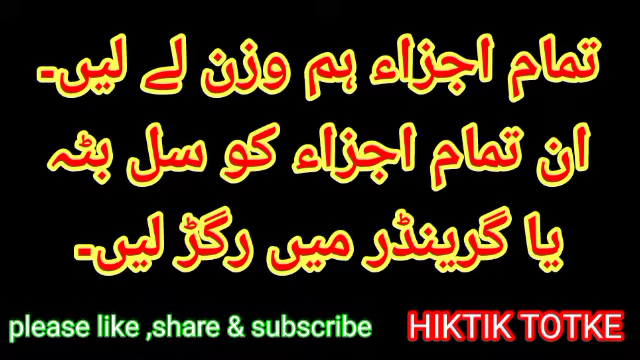 تمام اجزاء ہم وزن لے لیں۔
ان تمام اجزاء کو سل بٹہ
یا گرینڈر میں رگڑ لیں۔
please like ,share & subscribe HIKTIK TOTKE